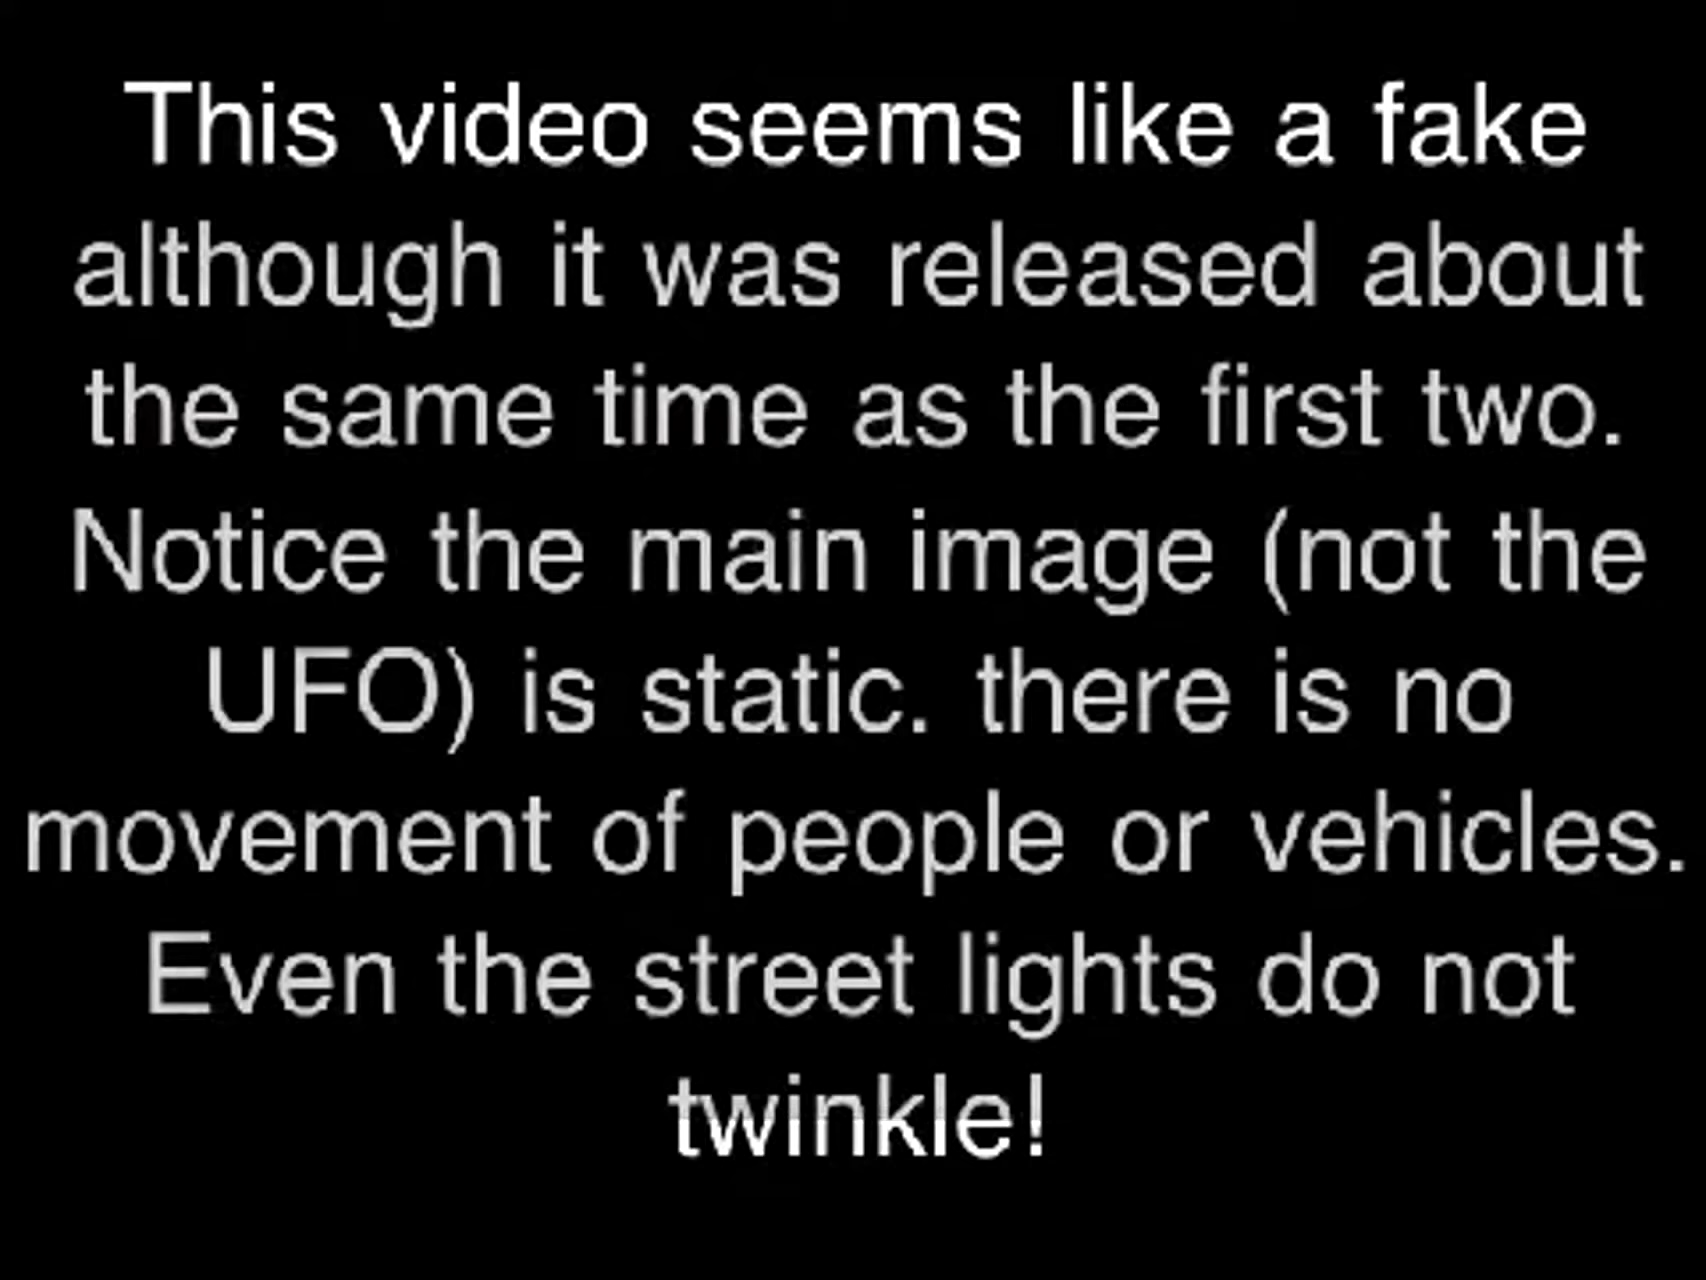 This video seems like a fake
although it was released about
the same time as the first two.
Notice the main image (not the
UFO) is static. there is no
movement of people or vehicles.
Even the street lights do not
twinkle!